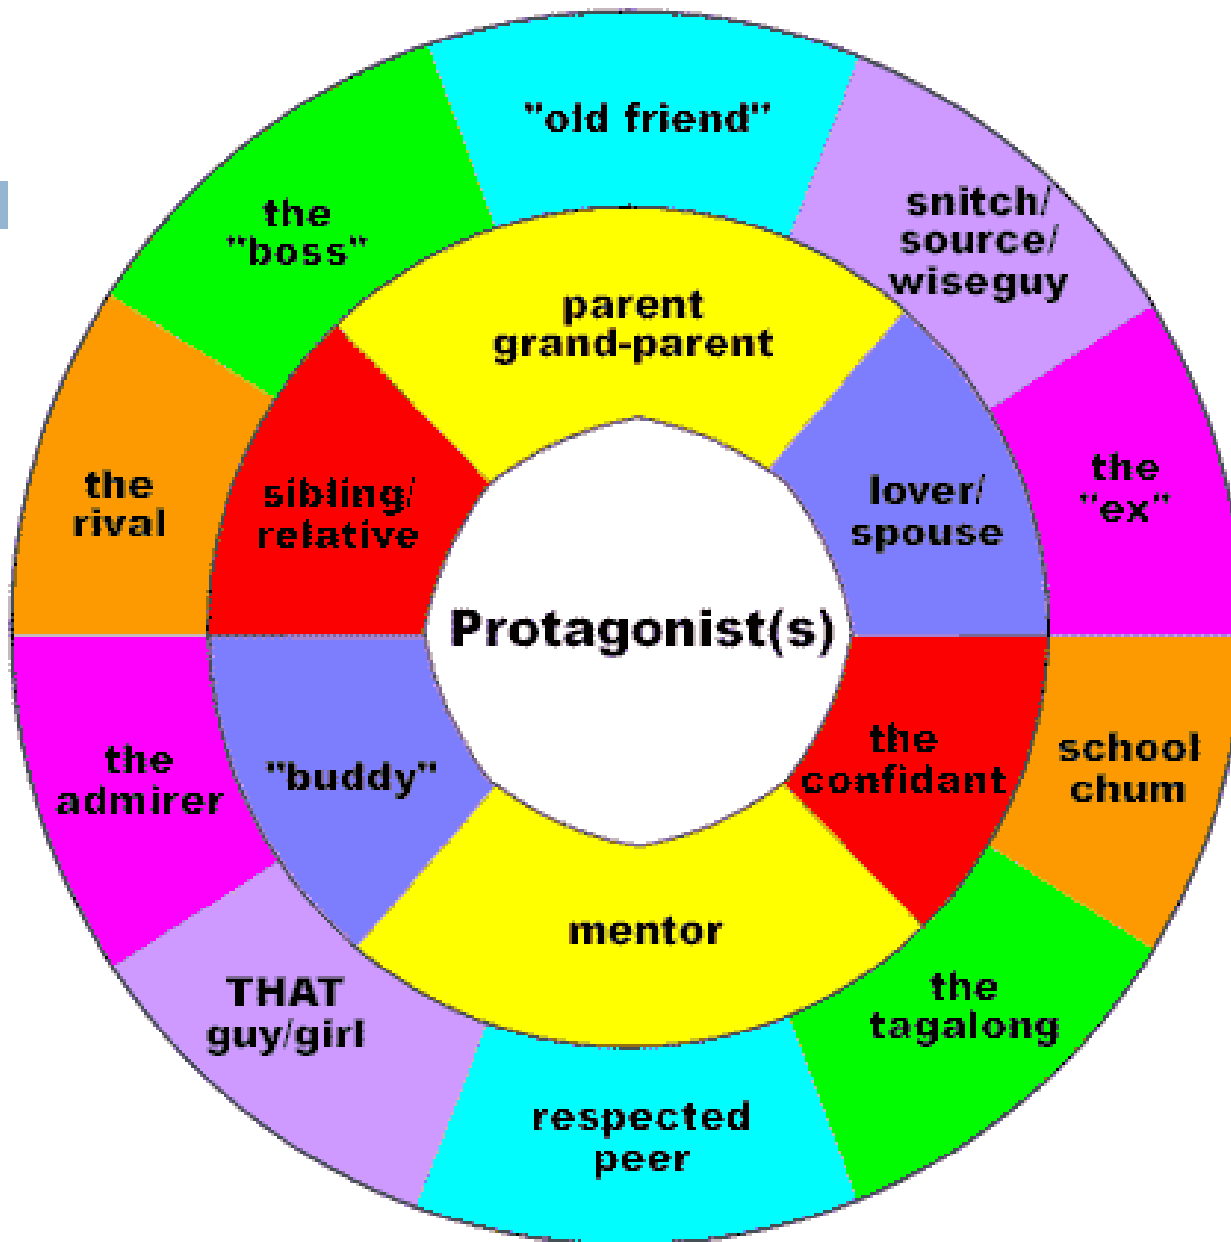 "old friend"
the
"boss"
snitch/
source/
wiseguy
parent
grand-parent
the
rival
sibling/
relative
lover/
spouse
the
"ex"
Protagonist(s)
the
admirer
"buddy"
the
confidant
school
chum
mentor
THAT
guy/girl
the
tagalong
respected
peer